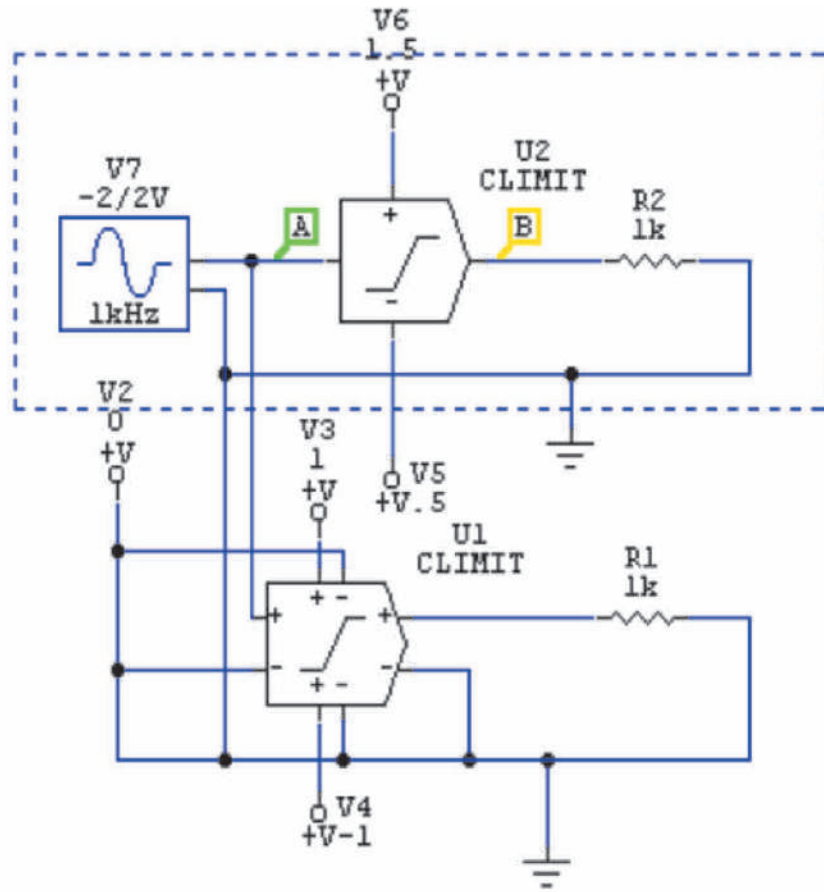 V6
1.5
+V
U2
CLIMIT
V7
-2/2V
1kHz
A
+
-
B
R2
1k
V2
0
+V
V3
1
+V
V5
+V.5
U1
CLIMIT
R1
1k
+ -
+ +
- -
+ -
V4
+V-1